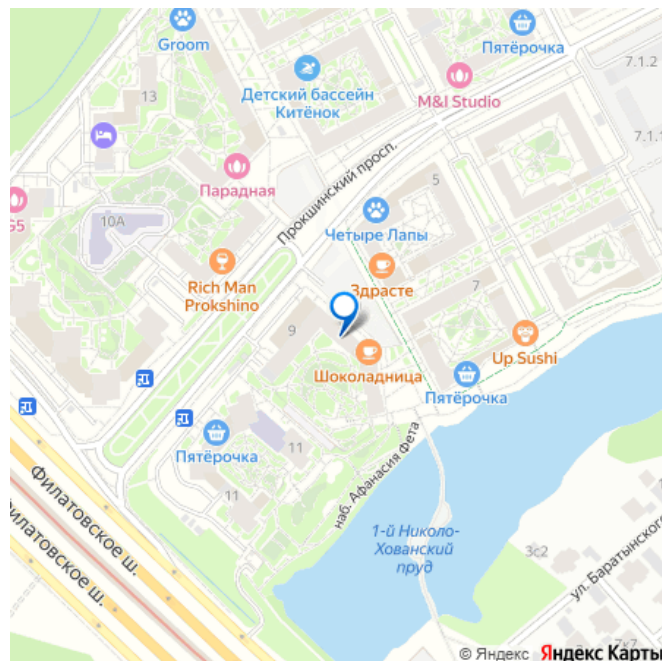 Groom
Пятёрочка
7.1.2
Детский бассейн
Китёнок
M&I Studio
13
7.1.1
Парадная
Прокшинский просп.
5
G5
10А
Четыре Лапы
Rich Man
Prokshino
Здрасте
7
9
Up Sushi
Шоколадница
Пятёрочка
Пятёрочка
11
11
наб. Афанасия Фета
Филатовское ш.
Филатовское ш.
1-й Николо-
Хованский
пруд
3с2
ул. Баратынского
7к7
© Яндекс Яндекс Карты